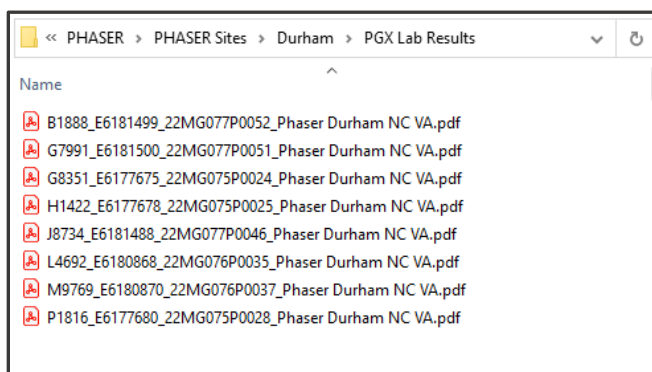 « PHASER > PHASER Sites > Durham > PGX Lab Results
Name
B1888_E6181499_22MG077P0052_Phaser Durham NC VA.pdf
G7991_E6181500_22MG077P0051_Phaser Durham NC VA.pdf
G8351_E6177675_22MG075P0024_Phaser Durham NC VA.pdf
H1422_E6177678_22MG075P0025_Phaser Durham NC VA.pdf
J8734_E6181488_22MG077P0046_Phaser Durham NC VA.pdf
L4692_E6180868_22MG076P0035_Phaser Durham NC VA.pdf
M9769_E6180870_22MG076P0037_Phaser Durham NC VA.pdf
P1816_E6177680_22MG075P0028_Phaser Durham NC VA.pdf